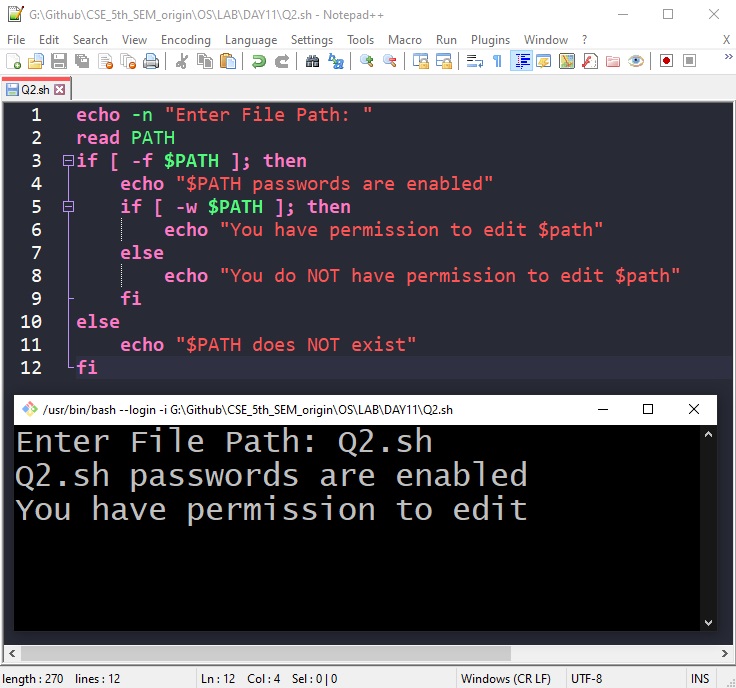 G:\Github\CSE_5th_SEM_origin\OS\LAB\DAY11\Q2.sh - Notepad++
File Edit Search View Encoding Language Settings Tools Macro Run Plugins Window ? X
Q2.sh
1 echo -n "Enter File Path: "
2 read PATH
3 if [ -f $PATH ]; then
4 echo "$PATH passwords are enabled"
5 if [ -w $PATH ]; then
6 echo "You have permission to edit $path"
7 else
8 echo "You do NOT have permission to edit $path"
9 fi
10 else
11 echo "$PATH does NOT exist"
12 fi
/usr/bin/bash --login -i G:\Github\CSE_5th_SEM_origin\OS\LAB\DAY11\Q2.sh
Enter File Path: Q2.sh
Q2.sh passwords are enabled
You have permission to edit
length : 270 lines : 12 Ln : 12 Col : 4 Sel : 0 | 0 Windows (CR LF) UTF-8 INS